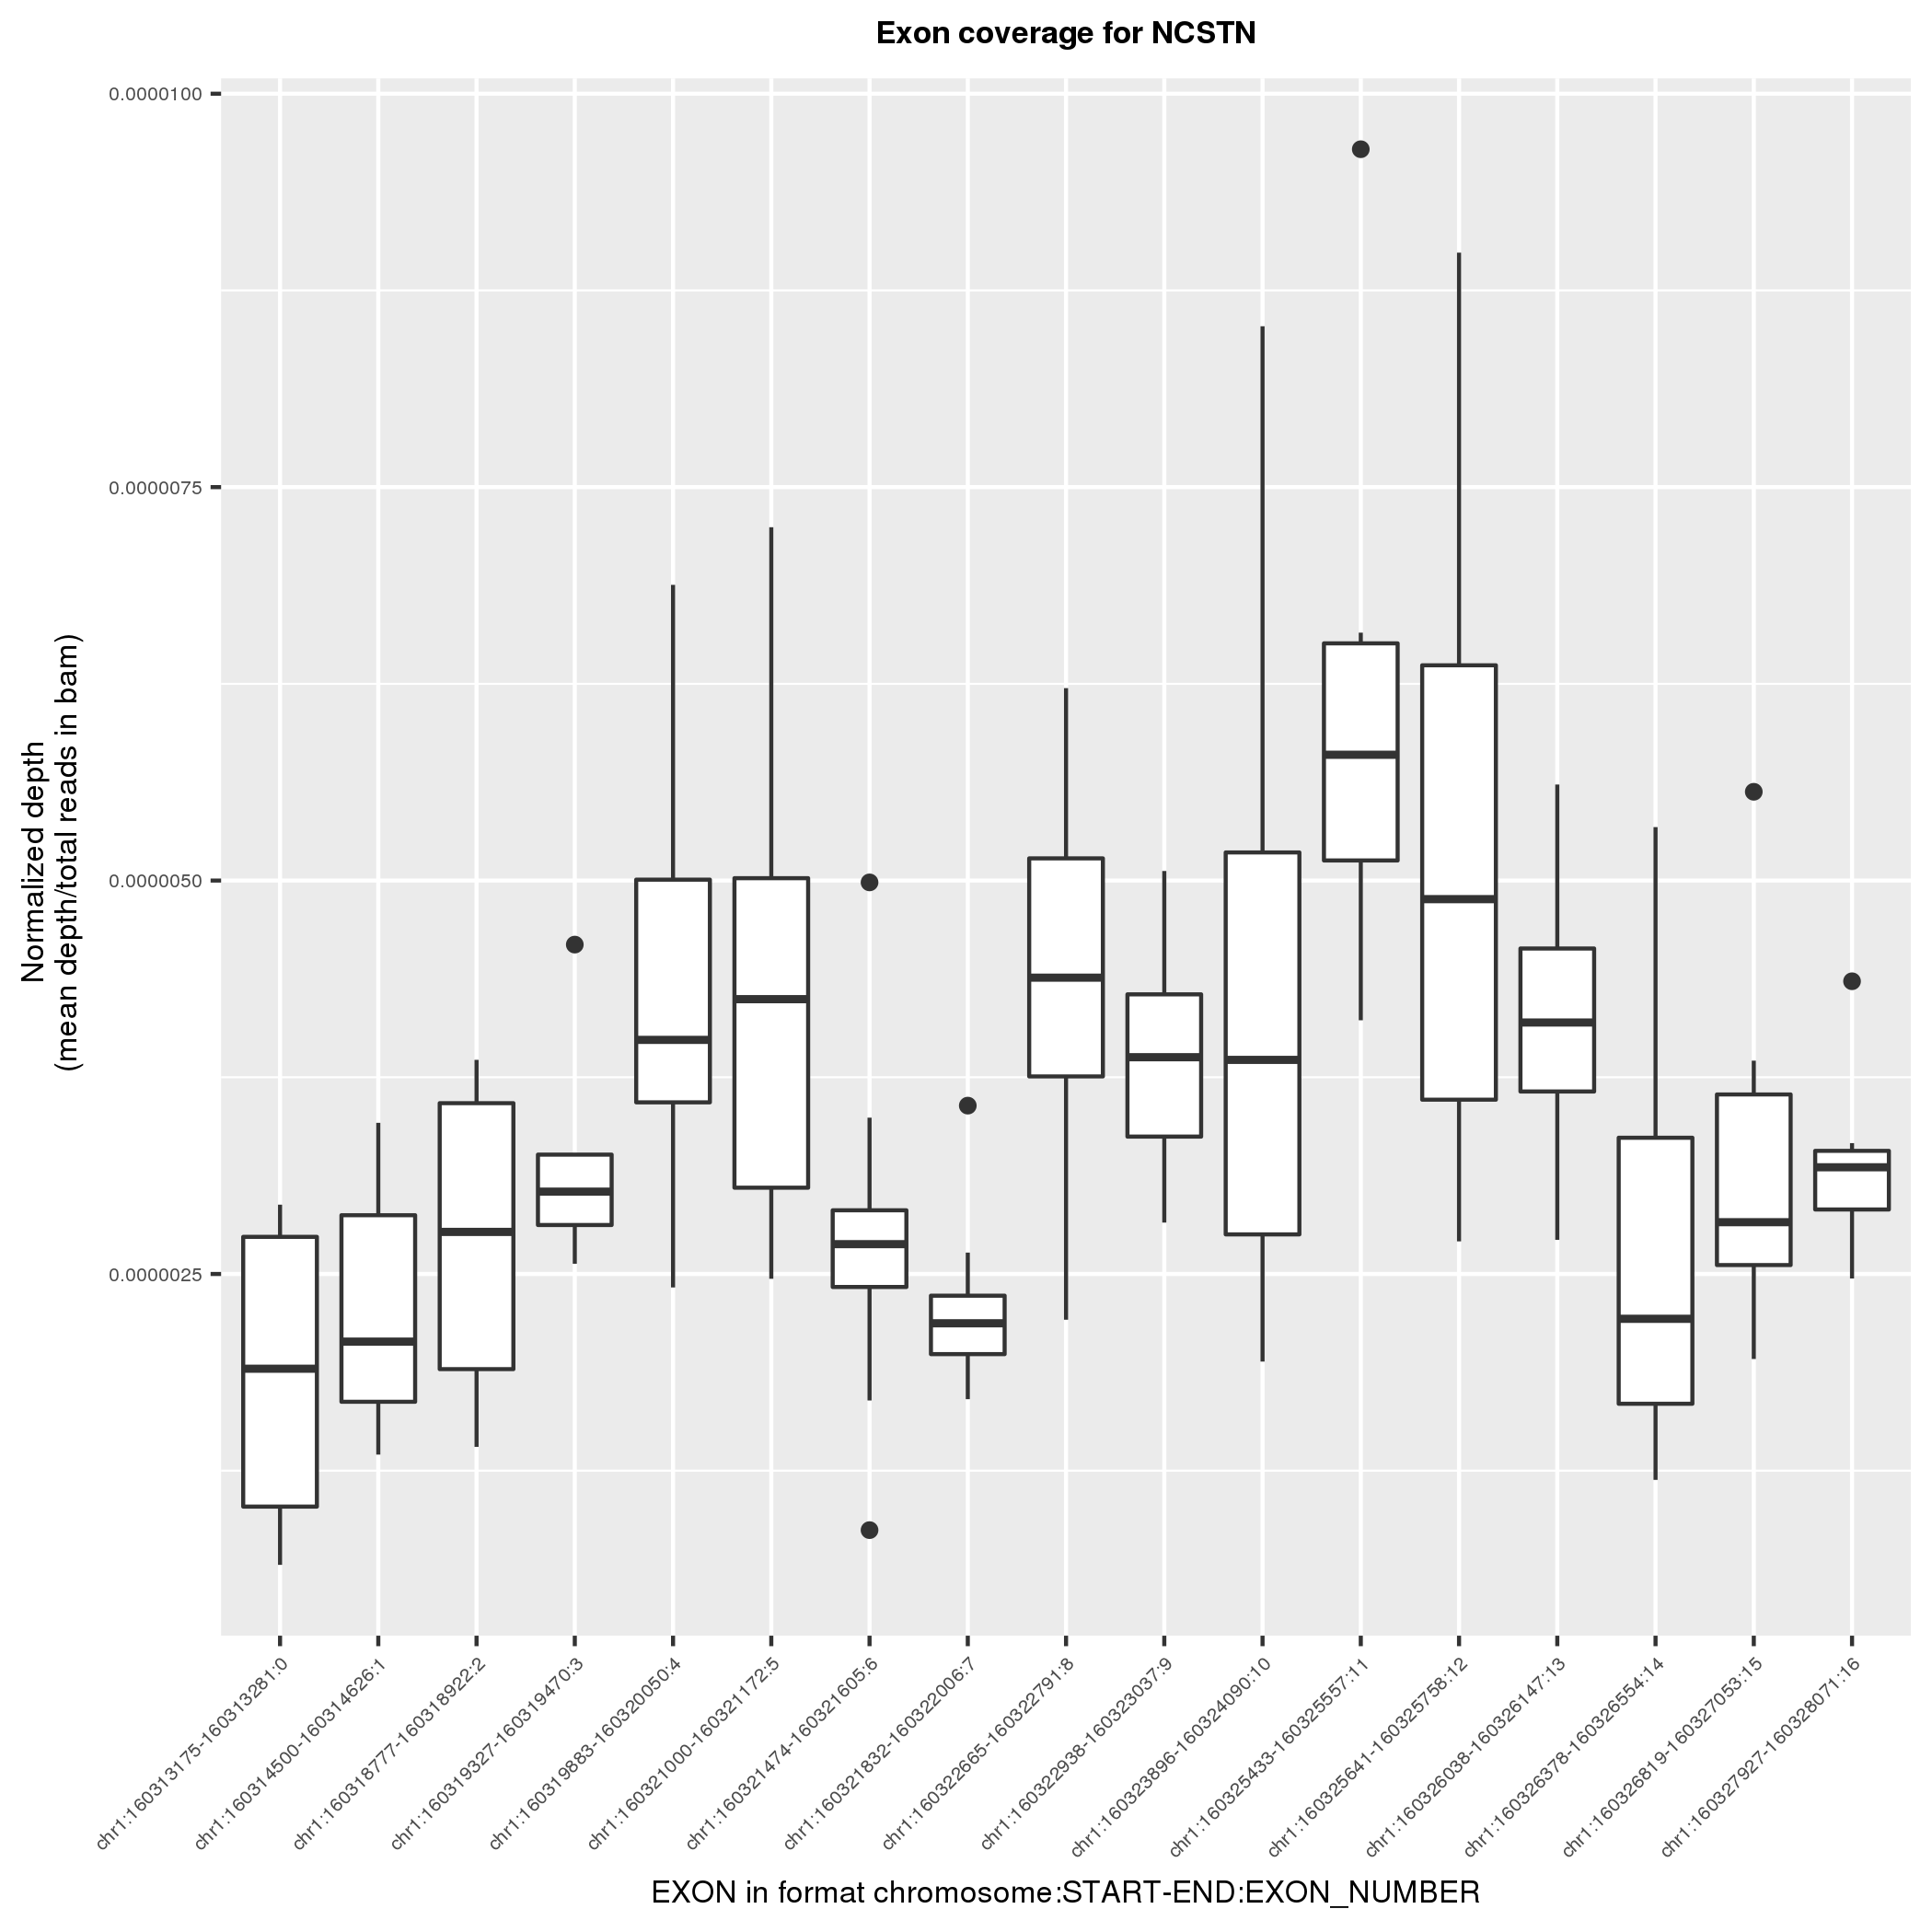 Exon coverage for NCSTN
0.0000100
0.0000075
0.0000050
0.0000025
Normalized depth
(mean depth/total reads in bam)
chr1:160313175-160313281:0
chr1:160314500-160314626:1
chr1:160318777-160318922:2
chr1:160319327-160319470:3
chr1:160319883-160320050:4
chr1:160321000-160321172:5
chr1:160321474-160321605:6
chr1:160321832-160322006:7
chr1:160322665-160322791:8
chr1:160322938-160323037:9
chr1:160323896-160324090:10
chr1:160325433-160325557:11
chr1:160325641-160325758:12
chr1:160326038-160326147:13
chr1:160326378-160326554:14
chr1:160326819-160327053:15
chr1:160327927-160328071:16
EXON in format chromosome:START-END:EXON_NUMBER